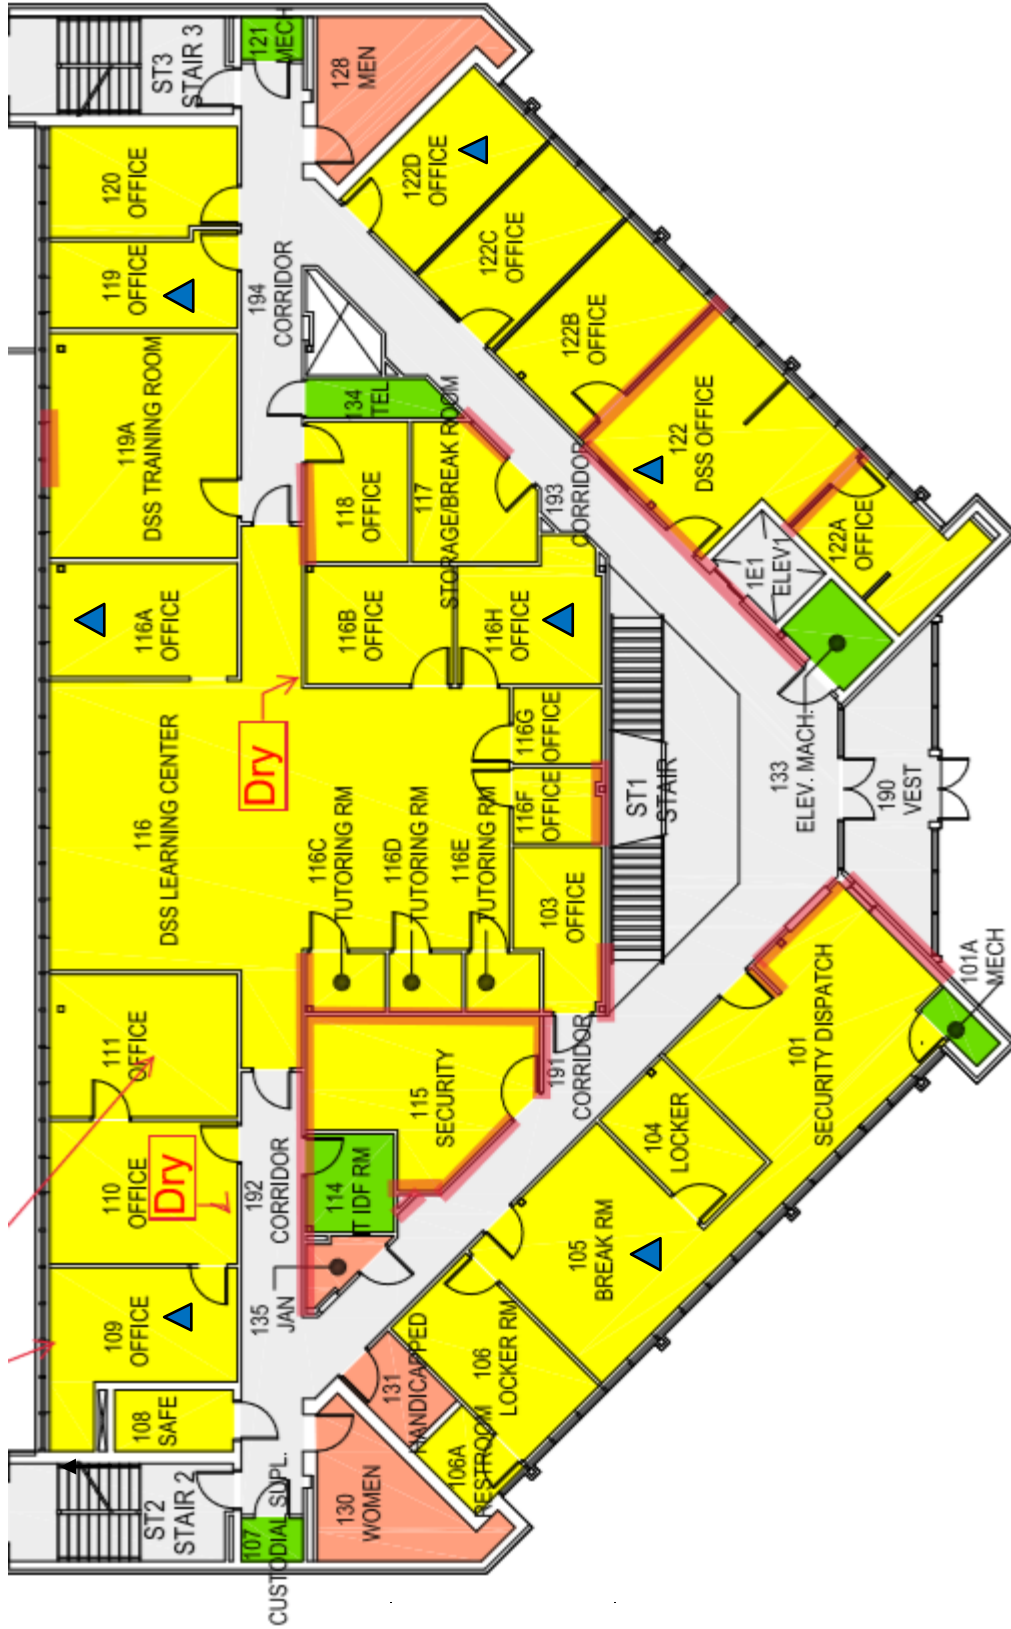 ST3
STAIR 3
121
MECH
128
MEN
120
OFFICE
122D
OFFICE
119
OFFICE
194
CORRIDOR
122C
OFFICE
122B
OFFICE
119A
DSS TRAINING ROOM
134
TEL
118
OFFICE
117
STORAGE/BREAK ROOM
193
CORRIDOR
122
DSS OFFICE
122A
OFFICE
1E1
ELEV1
116A
OFFICE
116B
OFFICE
116H
OFFICE
116
DSS LEARNING CENTER
Dry
116G
OFFICE
116F
OFFICE
ST1
STAIR
133
ELEV. MACH.
190
VEST
116C
TUTORING RM
116D
TUTORING RM
116E
TUTORING RM
103
OFFICE
111
OFFICE
115
SECURITY
191
CORRIDOR
101
SECURITY DISPATCH
101A
MECH
104
LOCKER
110
OFFICE
Dry
192
CORRIDOR
114
IT IDF RM
105
BREAK RM
109
OFFICE
135
JAN
131
HANDICAPPED
106
LOCKER RM
108
SAFE
106A
RESTROOM
ST2
STAIR 2
107
CUSTODIAL SUPL.
130
WOMEN